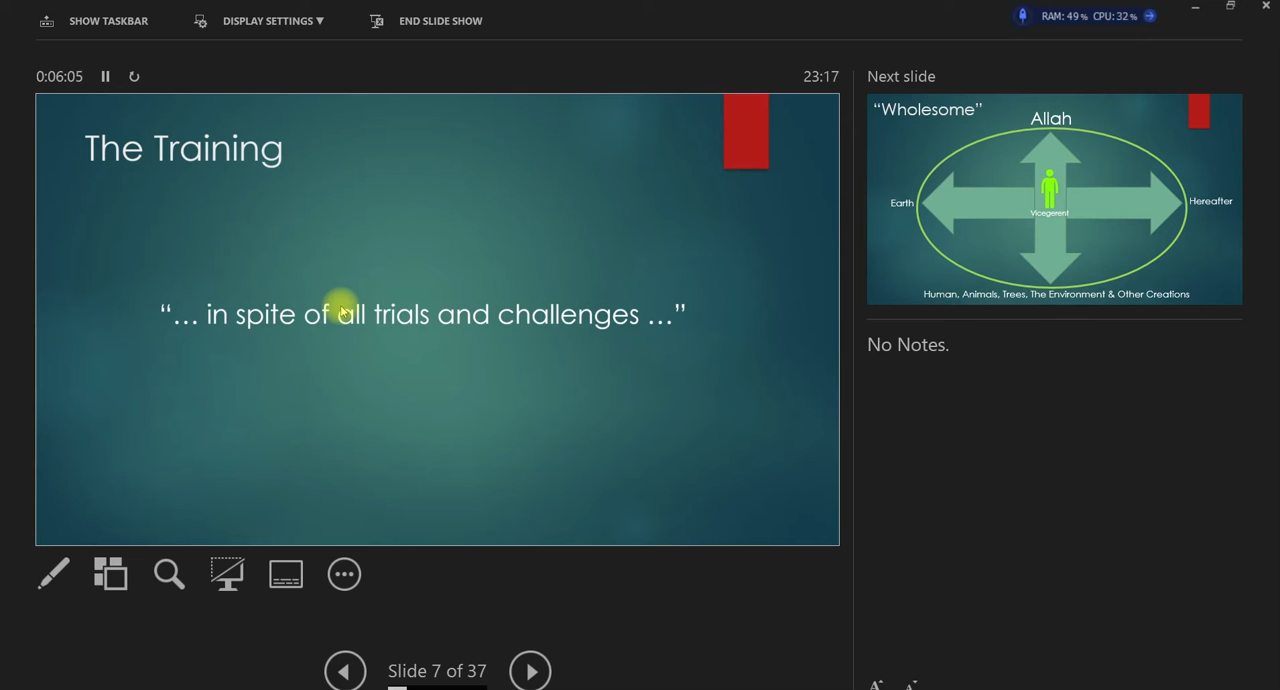 SHOW TASKBAR
DISPLAY SETTINGS ▼
END SLIDE SHOW
RAM: 49% CPU: 32%
0:06:05
23:17
The Training
“… in spite of all trials and challenges …”
Slide 7 of 37
Next slide
“Wholesome”
Allah
Earth
Vicegerent
Hereafter
Human, Animals, Trees, The Environment & Other Creations
No Notes.
A A